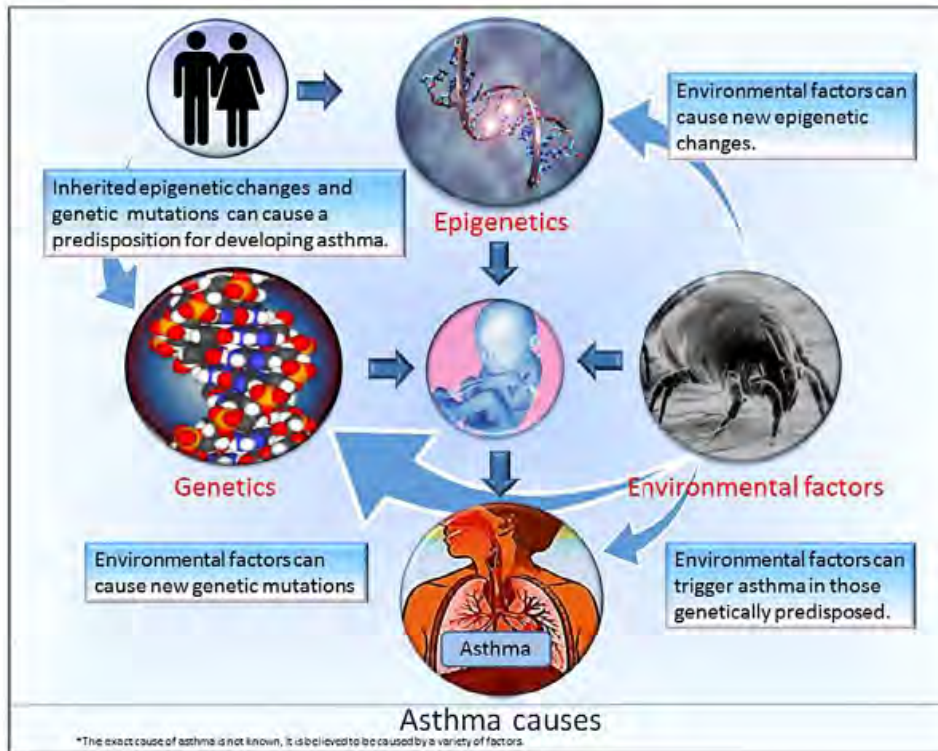 Environmental factors can
cause new epigenetic
changes.
Inherited epigenetic changes and
genetic mutations can cause a
predisposition for developing asthma.
Epigenetics
Genetics
Environmental factors
Environmental factors can
cause new genetic mutations
Environmental factors can
trigger asthma in those
genetically predisposed.
Asthma
Asthma causes
*The exact cause of asthma is not known, it is believed to be caused by a variety of factors.